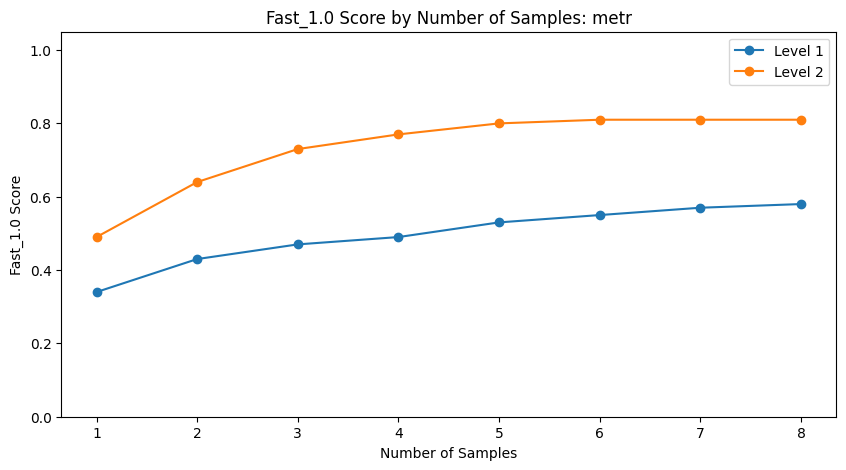 Fast_1.0 Score by Number of Samples: metr
Level 1
Level 2
Fast_1.0 Score
1.0
0.8
0.6
0.4
0.2
0.0
1 2 3 4 5 6 7 8
Number of Samples